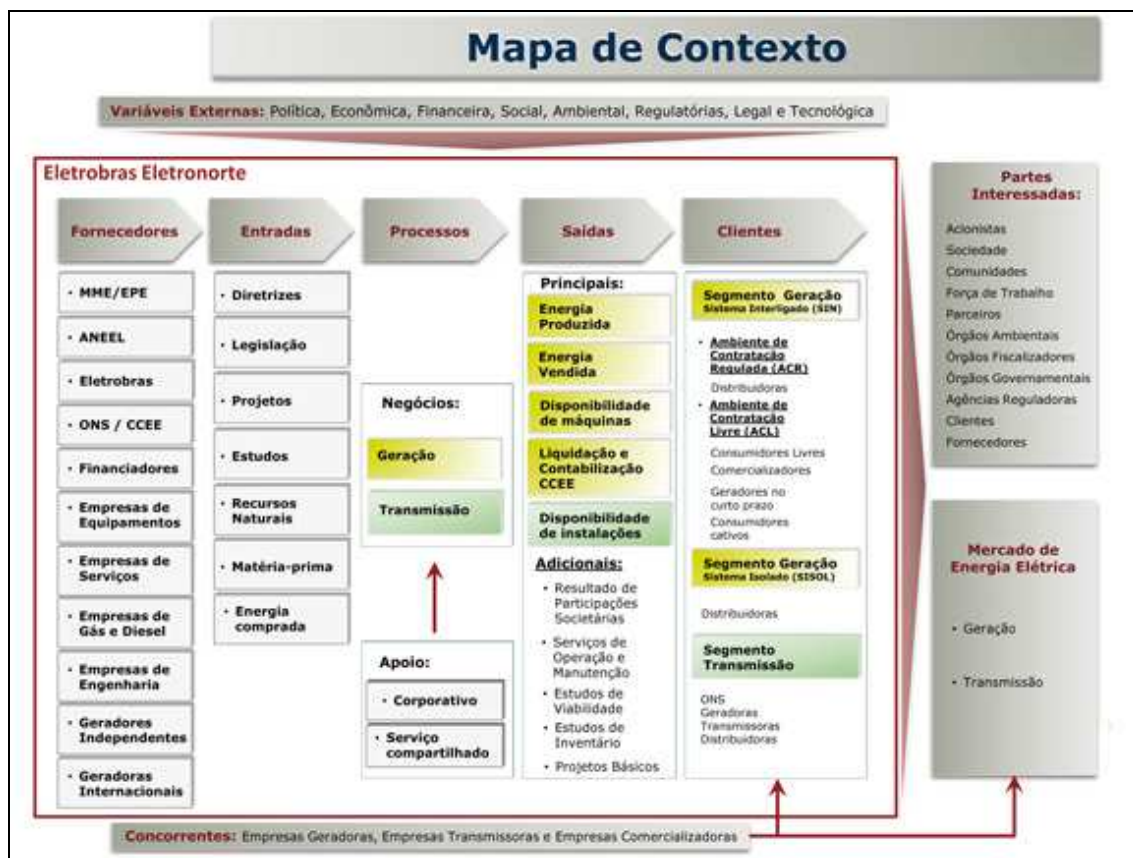 Mapa de Contexto
Variáveis Externas: Política, Econômica, Financeira, Social, Ambiental, Regulatórias, Legal e Tecnológica
Eletrobras Eletronorte
Fornecedores
• MME/EPE
• ANEEL
• Eletrobras
• ONS / CCEE
• Financiadores
• Empresas de
Equipamentos
• Empresas de
Serviços
• Empresas de
Gás e Diesel
• Empresas de
Engenharia
• Geradores
Independentes
• Geradoras
Internacionais
Entradas
• Diretrizes
• Legislação
• Projetos
• Estudos
• Recursos
Naturais
• Matéria-prima
• Energia
comprada
Processos
Negócios:
Geração
Transmissão
Apoio:
• Corporativo
• Serviço
compartilhado
Saídas
Principais:
Energia
Produzida
Energia
Vendida
Disponibilidade
de máquinas
Liquidação e
Contabilização
CCEE
Disponibilidade
de instalações
Adicionais:
• Resultado de
Participações
Societárias
• Serviços de
Operação e
Manutenção
• Estudos de
Viabilidade
• Estudos de
Inventário
• Projetos Básicos
Clientes
Segmento Geração
Sistema Interligado (SIN)
• Ambiente de
Contratação
Regulada (ACR)
Distribuidoras
• Ambiente de
Contratação
Livre (ACL)
Consumidores Livres
Comercializadores
Geradores no
curto prazo
Consumidores
cativos
Segmento Geração
Sistema Isolado (SISOL)
Distribuidoras
Segmento
Transmissão
ONS
Geradoras
Transmissoras
Distribuidoras
Partes
Interessadas:
Acionistas
Sociedade
Comunidades
Força de Trabalho
Parceiros
Órgãos Ambientais
Órgãos Fiscalizadores
Órgãos Governamentais
Agências Reguladoras
Clientes
Fornecedores
Mercado de
Energia Elétrica
• Geração
• Transmissão
Concorrentes: Empresas Geradoras, Empresas Transmissoras e Empresas Comercializadoras